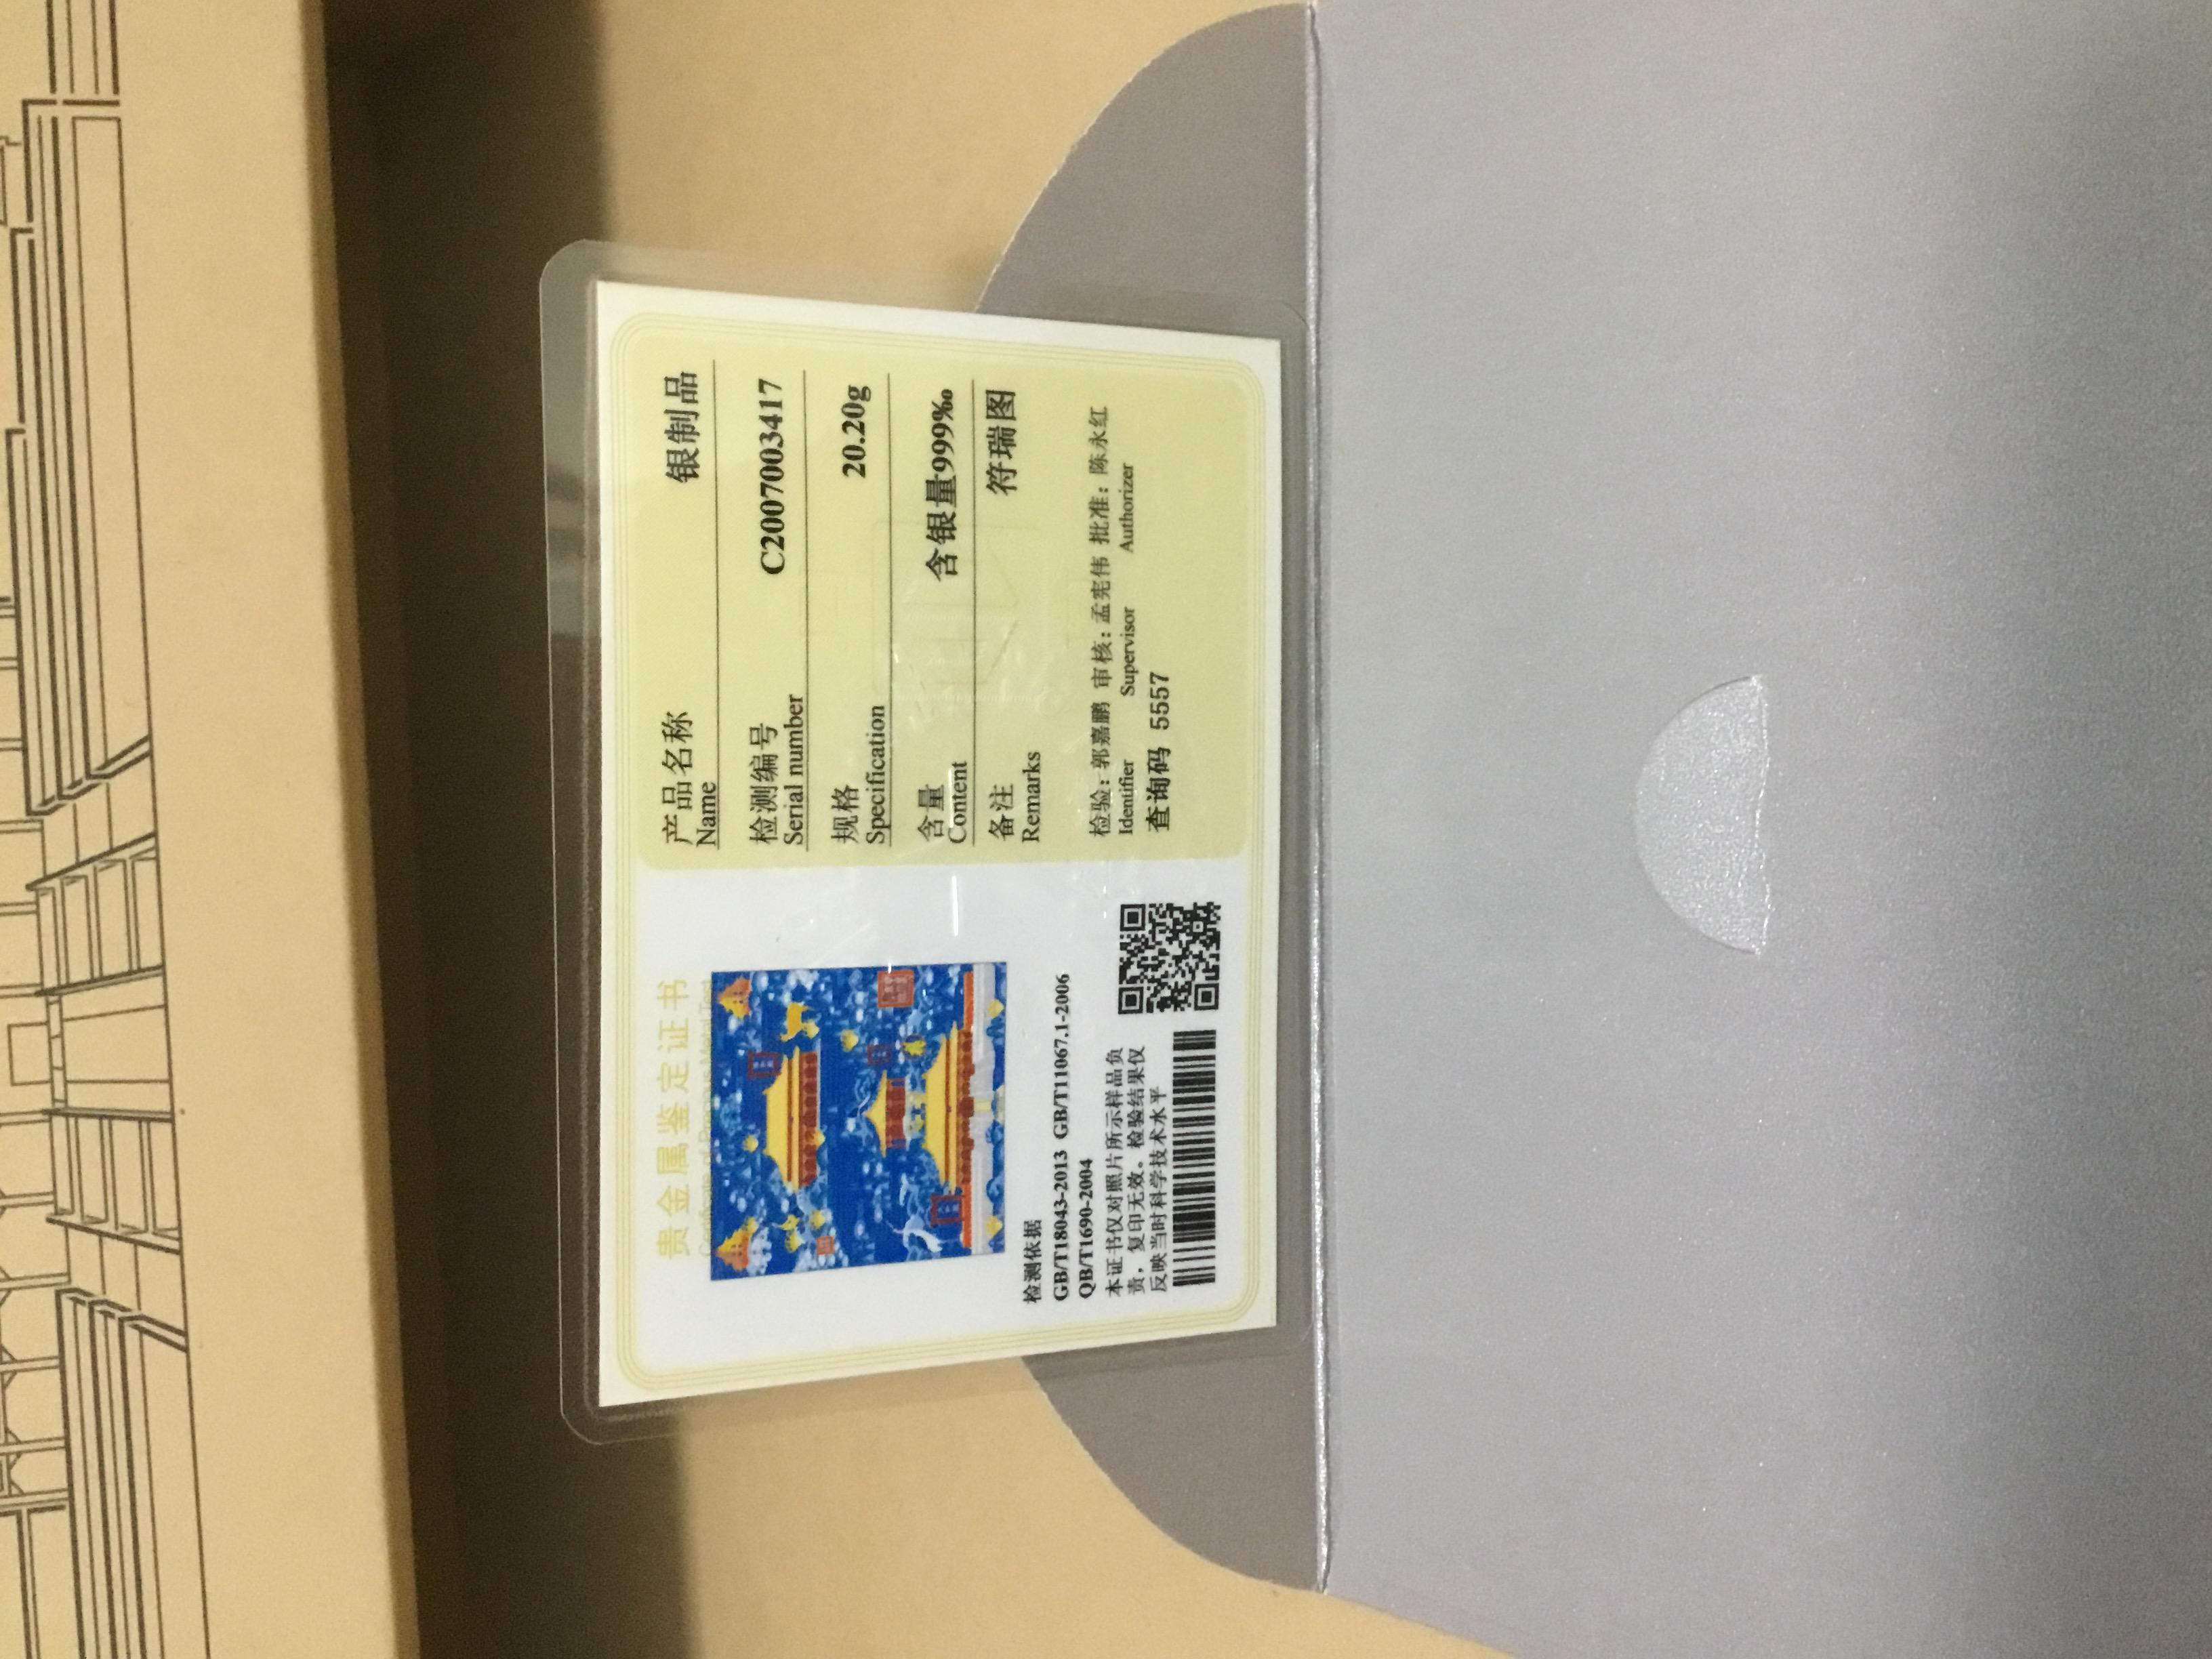 贵金属鉴定证书
检测依据
GB/T18043-2013 GB/T11067.1-2006
QB/T1690-2004
本证书仅对照片所示样品负
责，复印无效。检验结果仅
反映当时科学技术水平
产品名称 银制品
Name
检测编号 C2007003417
Serial number
规格 20.20g
Specification
含量 含银量999‰
Content
备注 符瑞图
Remarks
检验：郭嘉鹏 审核：孟宪伟 批准：陈永红
Identifier Supervisor Authorizer
查询码 5557